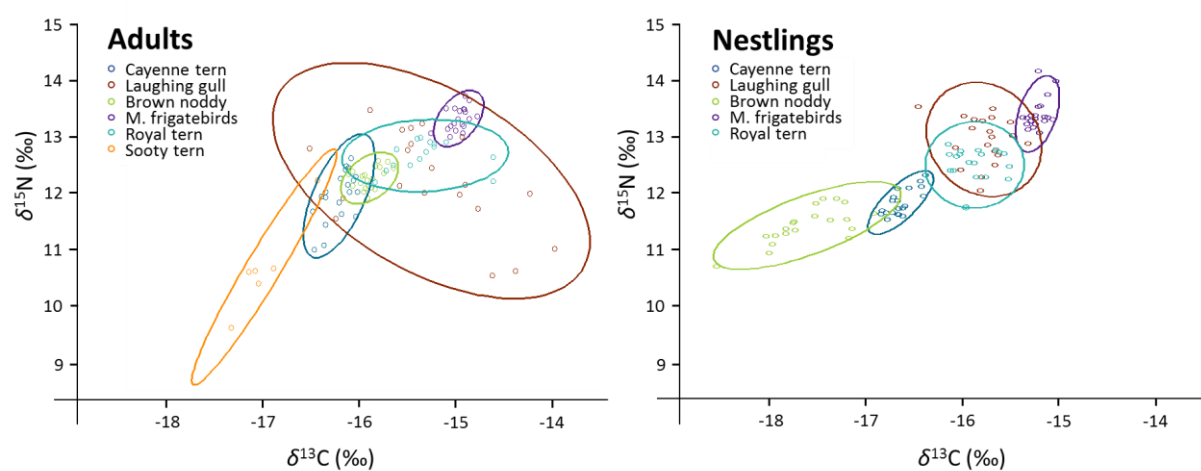 Adults
Cayenne tern
Laughing gull
Brown noddy
M. frigatebirds
Royal tern
Sooty tern
15
14
13
12
11
10
9
δ15N (‰)
-18 -17 -16 -15 -14 -13
δ13C (‰)
Nestlings
Cayenne tern
Laughing gull
Brown noddy
M. frigatebirds
Royal tern
15
14
13
12
11
10
9
δ15N (‰)
-18 -17 -16 -15 -14
δ13C (‰)